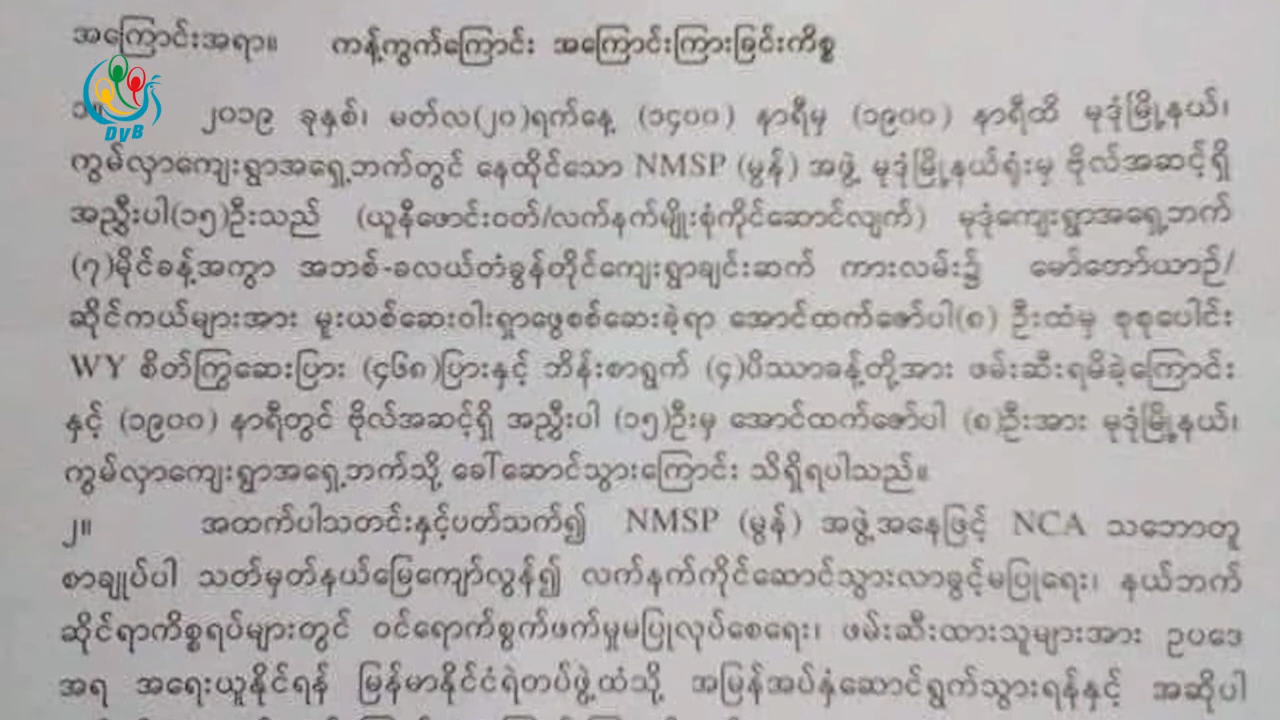 အကြောင်းအရာ။ ကန့်ကွက်ကြောင်း အကြောင်းကြားခြင်းကိစ္စ
DVB
၁။ ၂၀၁၉ ခုနှစ်၊ မတ်လ(၂၀)ရက်နေ့ (၁၄၀၀) နာရီမှ (၁၉၀၀) နာရီထိ မုဒုံမြို့နယ်၊
ကွမ်လှာကျေးရွာအရှေ့ဘက်တွင် နေထိုင်သော NMSP (မွန်) အဖွဲ့ မုဒုံမြို့နယ်ရုံးမှ ဗိုလ်အဆင့်ရှိ
အညှီးပါ(၁၅)ဦးသည် (ယူနီဖောင်းဝတ်/လက်နက်မျိုးစုံကိုင်ဆောင်လျက်) မုဒုံကျေးရွာအရှေ့ဘက်
(၇)မိုင်ခန့်အကွာ အဘစ်-ခလယ်တံခွန်တိုင်ကျေးရွာချင်းဆက် ကားလမ်း၌ မော်တော်ယာဉ်/
ဆိုင်ကယ်များအား မူးယစ်ဆေးဝါးရှာဖွေစစ်ဆေးခဲ့ရာ အောင်ထက်ဇော်ပါ(၈) ဦးထံမှ စုစုပေါင်း
WY စိတ်ကြွဆေးပြား (၄၆၈)ပြားနှင့် ဘိန်းစာရွက် (၄)ပိဿာခန့်တို့အား ဖမ်းဆီးရမိခဲ့ကြောင်း
နှင့် (၁၉၀၀) နာရီတွင် ဗိုလ်အဆင့်ရှိ အညှီးပါ (၁၅)ဦးမှ အောင်ထက်ဇော်ပါ (၈)ဦးအား မုဒုံမြို့နယ်၊
ကွမ်လှာကျေးရွာအရှေ့ဘက်သို့ ခေါ်ဆောင်သွားကြောင်း သိရှိရပါသည်။
၂။ အထက်ပါသတင်းနှင့်ပတ်သက်၍ NMSP (မွန်) အဖွဲ့အနေဖြင့် NCA သဘောတူ
စာချုပ်ပါ သတ်မှတ်နယ်မြေကျော်လွန်၍ လက်နက်ကိုင်ဆောင်သွားလာခွင့်မပြုရေး၊ နယ်ဘက်
ဆိုင်ရာကိစ္စရပ်များတွင် ဝင်ရောက်စွက်ဖက်မှုမပြုလုပ်စေရေး၊ ဖမ်းဆီးထားသူများအား ဥပဒေ
အရ အရေးယူနိုင်ရန် မြန်မာနိုင်ငံရဲတပ်ဖွဲ့ထံသို့ အမြန်အပ်နှံဆောင်ရွက်သွားရန်နှင့် အဆိုပါ